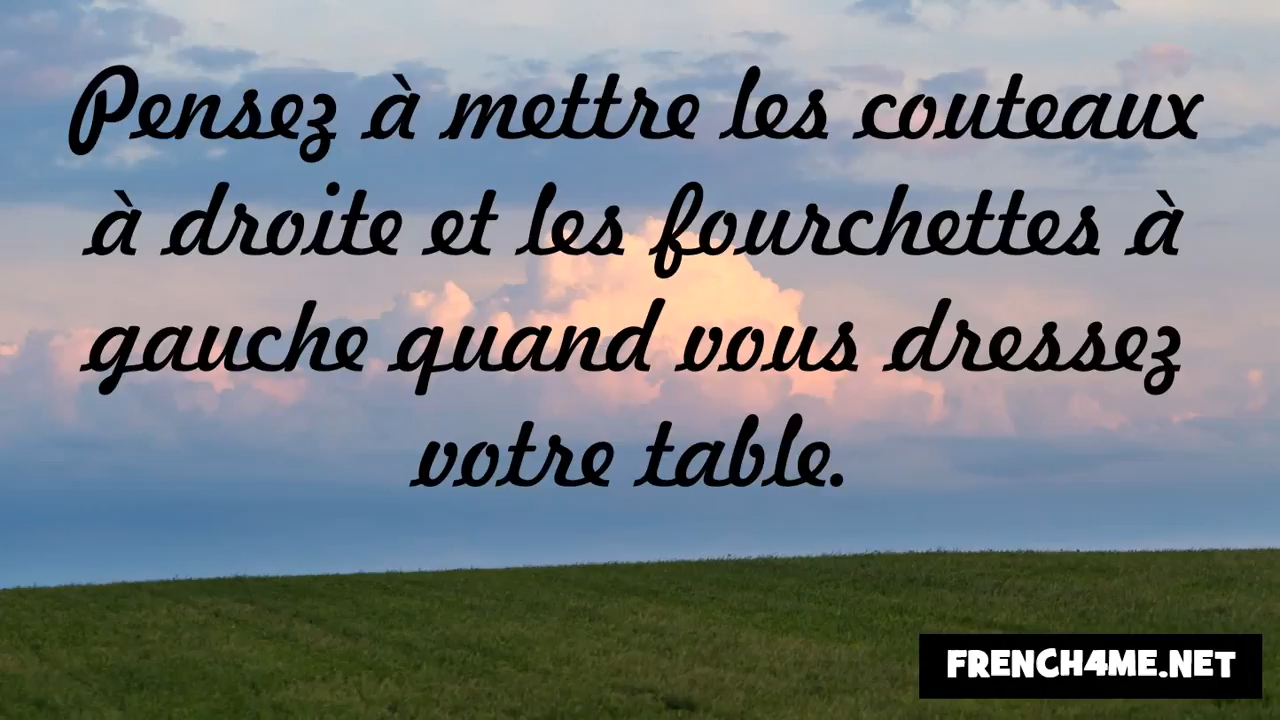 Pensez à mettre les couteaux
à droite et les fourchettes à
gauche quand vous dressez
votre table.
FRENCH4ME.NET